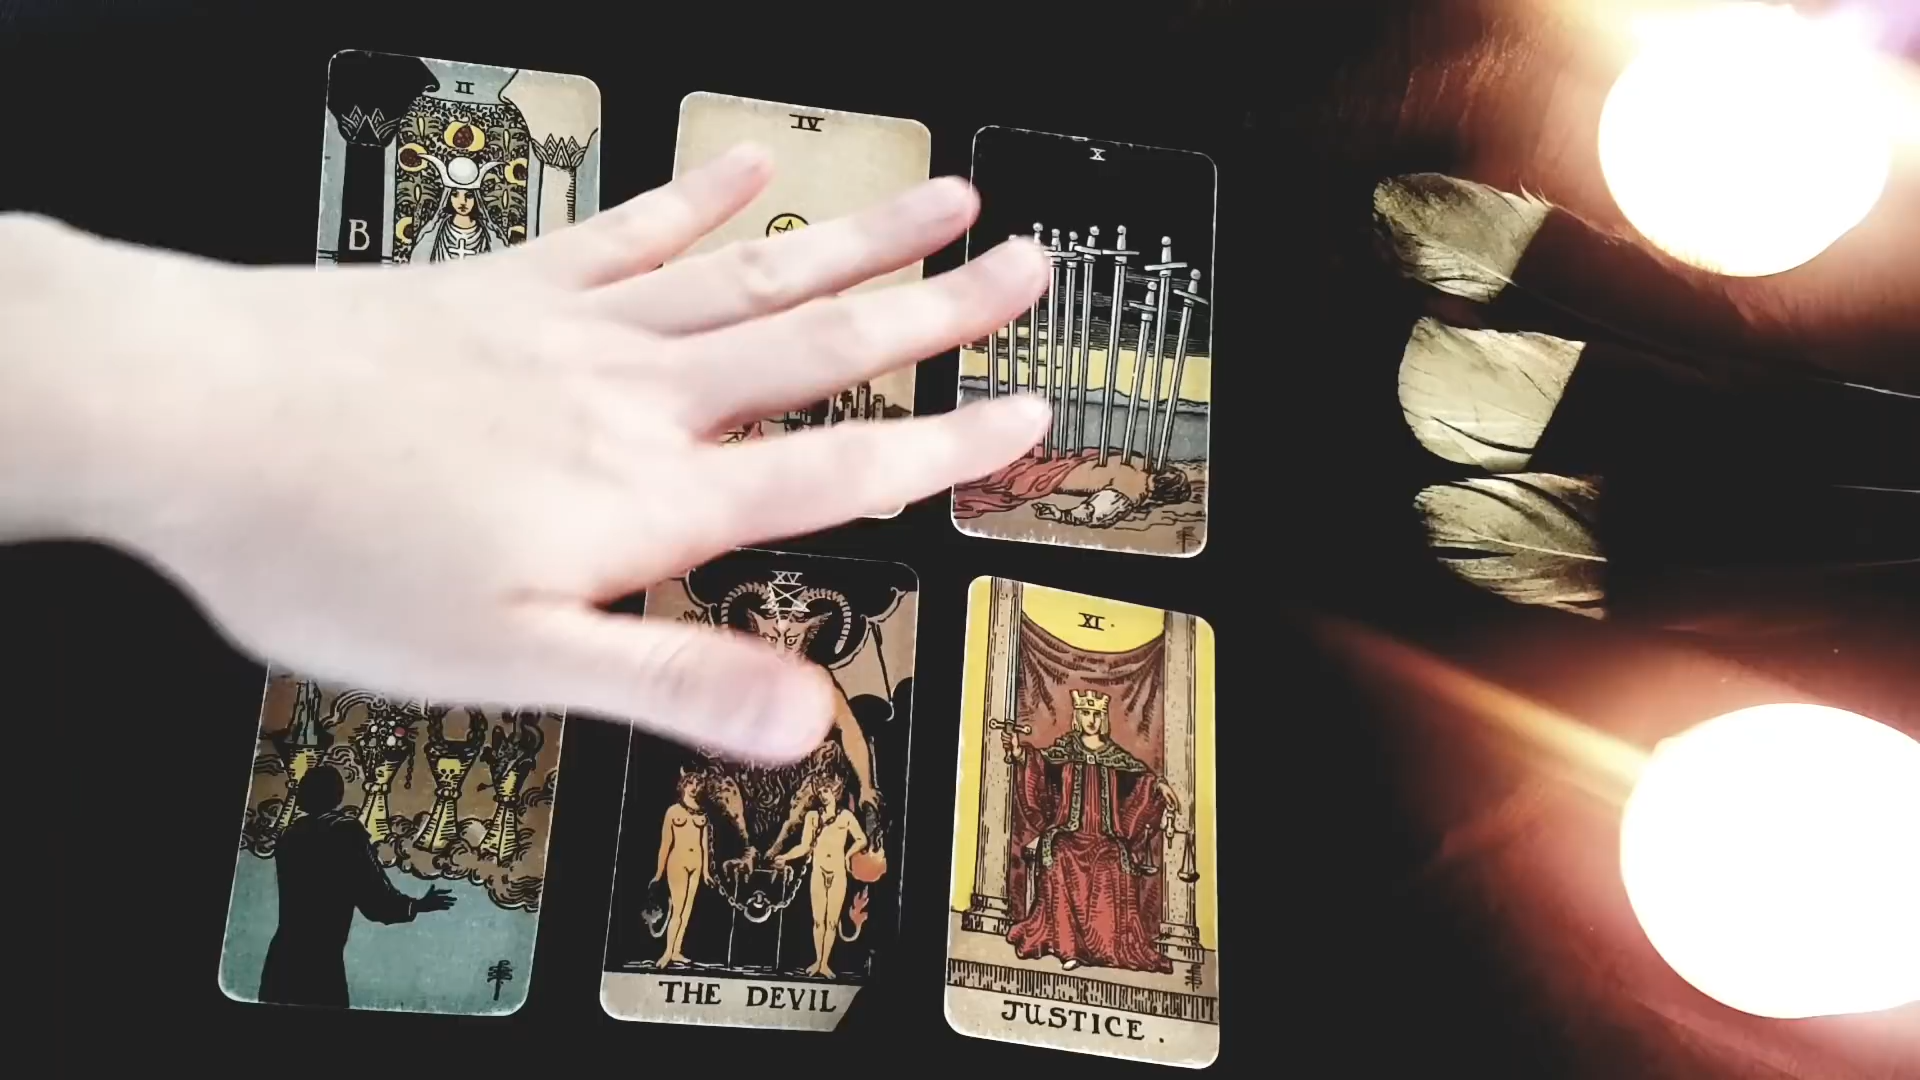 II
B
IV
X
XV
XI.
THE DEVIL
JUSTICE.